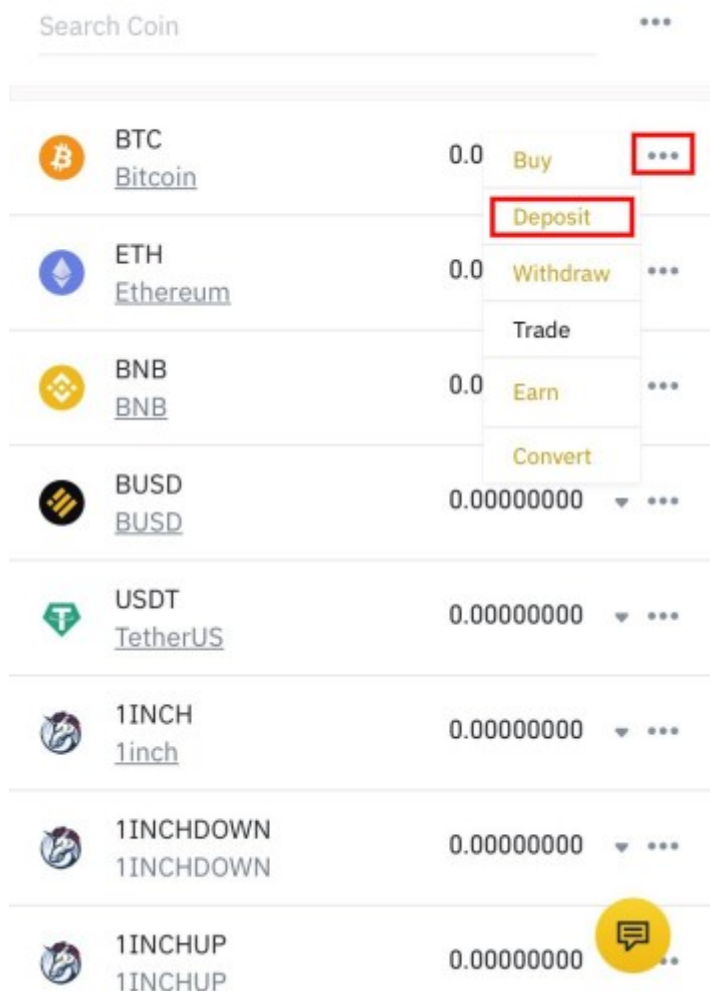 Search Coin
BTC
0.0
Buy
Bitcoin
Deposit
ETH
0.0
Withdraw
Ethereum
Trade
BNB
0.0
Earn
BNB
Convert
BUSD
0.00000000
BUSD
USDT
0.00000000
TetherUS
1INCH
0.00000000
1inch
1INCHDOWN
0.00000000
1INCHDOWN
1INCHUP
0.00000000
1INCHUP